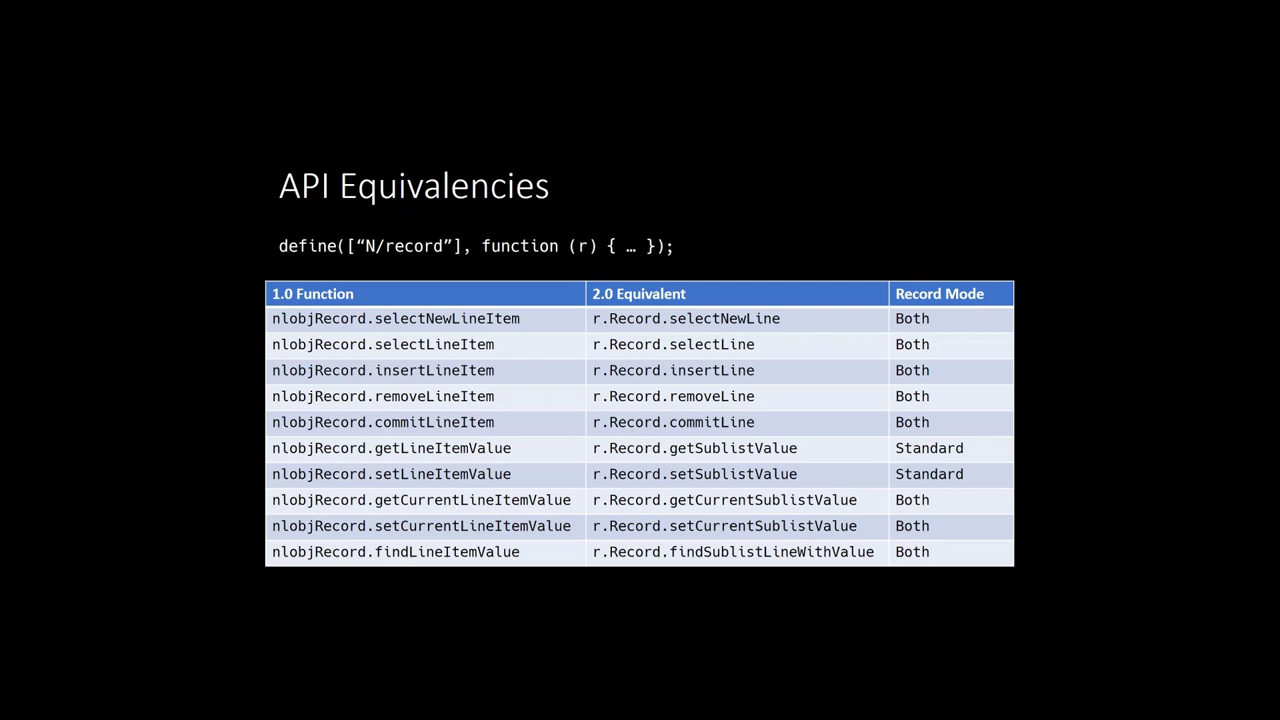 API Equivalencies
define([“N/record”], function (r) { … });
1.0 Function 2.0 Equivalent Record Mode
nlobjRecord.selectNewLineItem r.Record.selectNewLine Both
nlobjRecord.selectLineItem r.Record.selectLine Both
nlobjRecord.insertLineItem r.Record.insertLine Both
nlobjRecord.removeLineItem r.Record.removeLine Both
nlobjRecord.commitLineItem r.Record.commitLine Both
nlobjRecord.getLineItemValue r.Record.getSublistValue Standard
nlobjRecord.setLineItemValue r.Record.setSublistValue Standard
nlobjRecord.getCurrentLineItemValue r.Record.getCurrentSublistValue Both
nlobjRecord.setCurrentLineItemValue r.Record.setCurrentSublistValue Both
nlobjRecord.findLineItemValue r.Record.findSublistLineWithValue Both